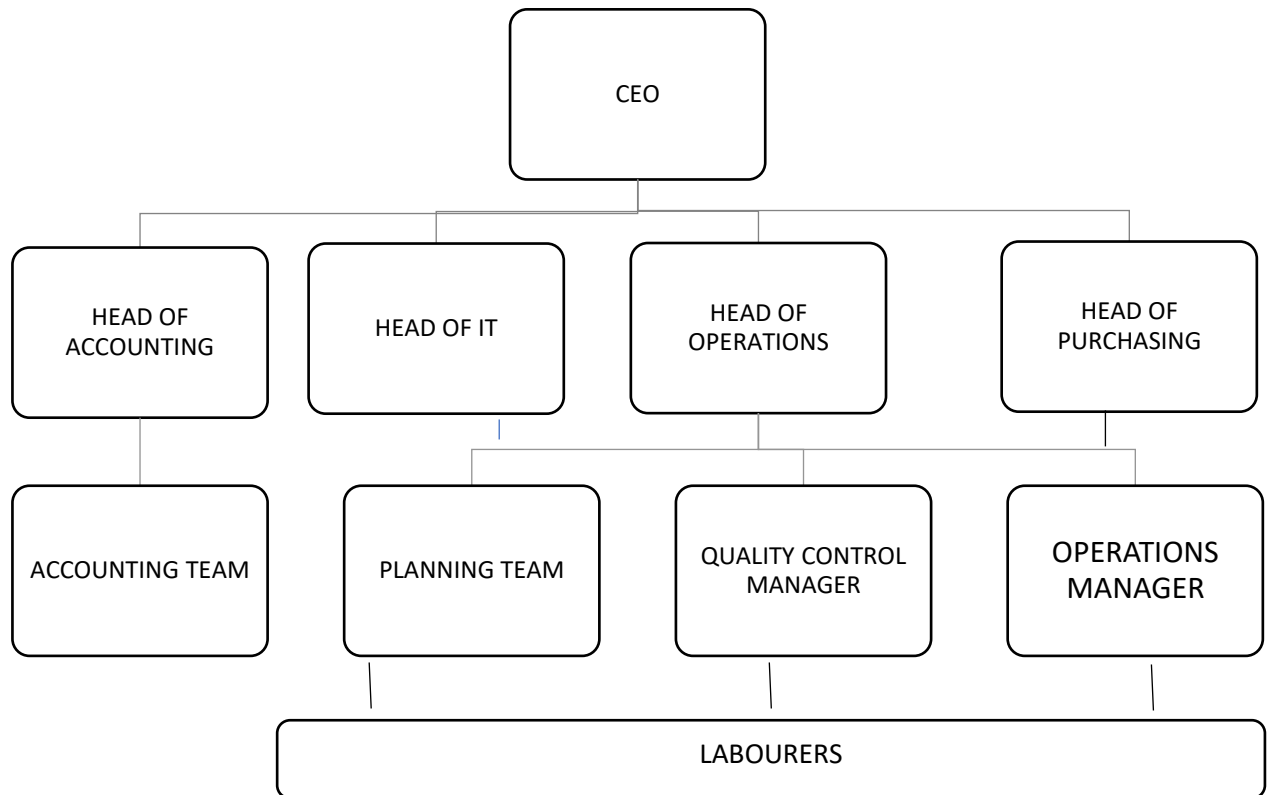 CEO
HEAD OF
ACCOUNTING
HEAD OF IT
HEAD OF
OPERATIONS
HEAD OF
PURCHASING
ACCOUNTING TEAM
PLANNING TEAM
QUALITY CONTROL
MANAGER
OPERATIONS
MANAGER
LABOURERS